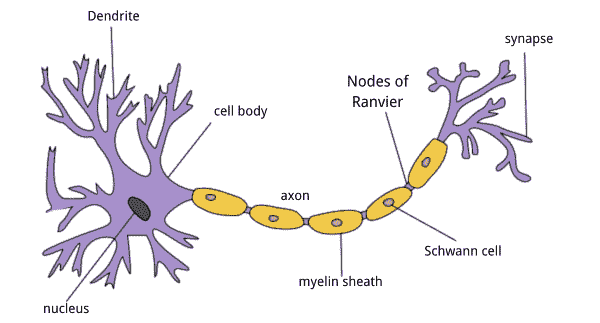 Dendrite
synapse
Nodes of
Ranvier
cell body
axon
Schwann cell
myelin sheath
nucleus